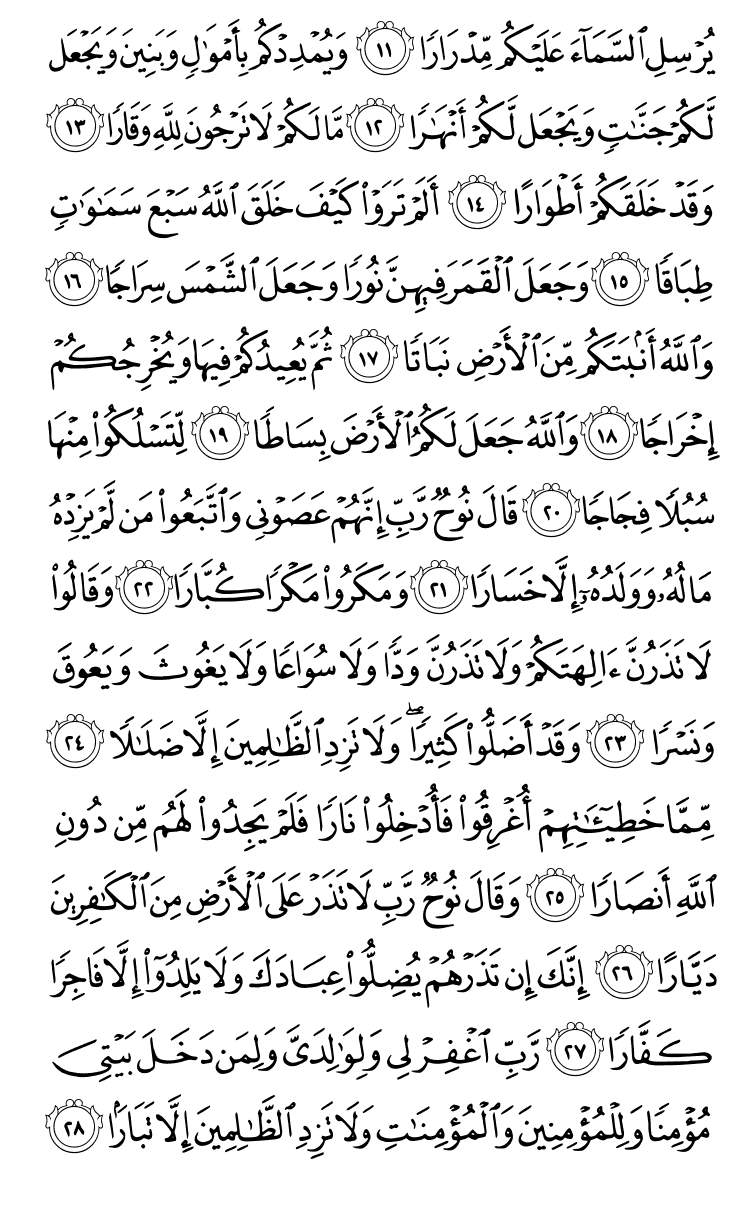 يُرۡسِلِ ٱلسَّمَآءَ عَلَيۡكُم مِّدۡرَارٗا ١١ وَيُمۡدِدۡكُم بِأَمۡوَٰلٖ وَبَنِينَ وَيَجۡعَل
لَّكُمۡ جَنَّٰتٖ وَيَجۡعَل لَّكُمۡ أَنۡهَٰرٗا ١٢ مَّا لَكُمۡ لَا تَرۡجُونَ لِلَّهِ وَقَارٗا ١٣
وَقَدۡ خَلَقَكُمۡ أَطۡوَارًا ١٤ أَلَمۡ تَرَوۡاْ كَيۡفَ خَلَقَ ٱللَّهُ سَبۡعَ سَمَٰوَٰتٖ
طِبَاقٗا ١٥ وَجَعَلَ ٱلۡقَمَرَ فِيهِنَّ نُورٗا وَجَعَلَ ٱلشَّمۡسَ سِرَاجٗا ١٦
وَٱللَّهُ أَنۢبَتَكُم مِّنَ ٱلۡأَرۡضِ نَبَاتٗا ١٧ ثُمَّ يُعِيدُكُمۡ فِيهَا وَيُخۡرِجُكُمۡ
إِخۡرَاجٗا ١٨ وَٱللَّهُ جَعَلَ لَكُمُ ٱلۡأَرۡضَ بِسَاطٗا ١٩ لِّتَسۡلُكُواْ مِنۡهَا
سُبُلٗا فِجَاجٗا ٢٠ قَالَ نُوحٞ رَّبِّ إِنَّهُمۡ عَصَوۡنِي وَٱتَّبَعُواْ مَن لَّمۡ يَزِدۡهُ
مَالُهُۥ وَوَلَدُهُۥٓ إِلَّا خَسَارٗا ٢١ وَمَكَرُواْ مَكۡرٗا كُبَّارٗا ٢٢ وَقَالُواْ
لَا تَذَرُنَّ ءَالِهَتَكُمۡ وَلَا تَذَرُنَّ وَدّٗا وَلَا سُوَاعٗا وَلَا يَغُوثَ وَيَعُوقَ
وَنَسۡرٗا ٢٣ وَقَدۡ أَضَلُّواْ كَثِيرٗاۖ وَلَا تَزِدِ ٱلظَّٰلِمِينَ إِلَّا ضَلَٰلٗا ٢٤
مِّمَّا خَطِيٓـَٰٔتِهِمۡ أُغۡرِقُواْ فَأُدۡخِلُواْ نَارٗا فَلَمۡ يَجِدُواْ لَهُم مِّن دُونِ
ٱللَّهِ أَنصَارٗا ٢٥ وَقَالَ نُوحٞ رَّبِّ لَا تَذَرۡ عَلَى ٱلۡأَرۡضِ مِنَ ٱلۡكَٰفِرِينَ
دَيَّارًا ٢٦ إِنَّكَ إِن تَذَرۡهُمۡ يُضِلُّواْ عِبَادَكَ وَلَا يَلِدُوٓاْ إِلَّا فَاجِرٗا
كَفَّارٗا ٢٧ رَّبِّ ٱغۡفِرۡ لِي وَلِوَٰلِدَيَّ وَلِمَن دَخَلَ بَيۡتِيَ
مُؤۡمِنٗا وَلِلۡمُؤۡمِنِينَ وَٱلۡمُؤۡمِنَٰتِۖ وَلَا تَزِدِ ٱلظَّٰلِمِينَ إِلَّا تَبَارَۢا ٢٨